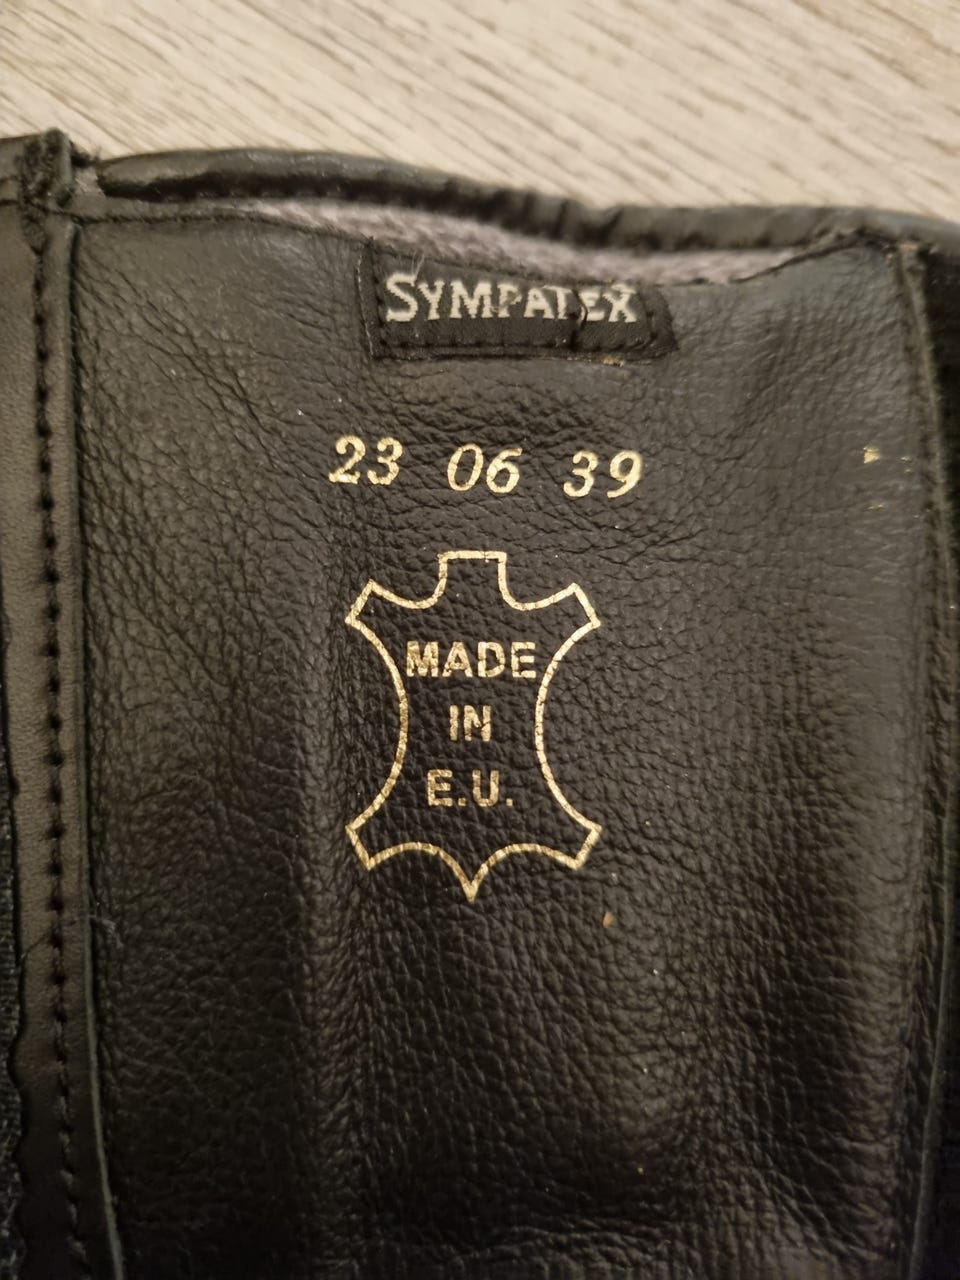 SYMPATEX
23 06 39
MADE
IN
E.U.